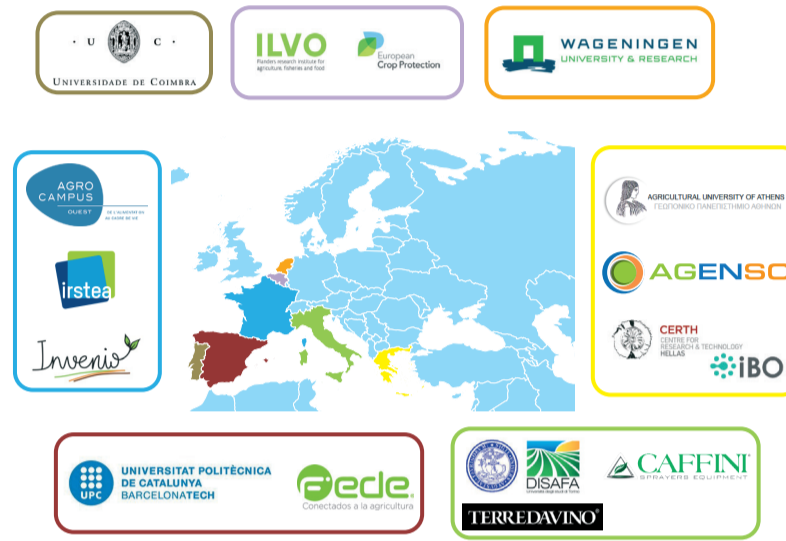 · U C ·
UNIVERSIDADE DE COIMBRA
ILVO
Flanders research institute for
agriculture, fisheries and food
European
Crop Protection
WAGENINGEN
UNIVERSITY & RESEARCH
AGRO
CAMPUS
OUEST
irstea
Invenio
AGRICULTURAL UNIVERSITY OF ATHENS
ΓΕΩΠΟΝΙΚΟ ΠΑΝΕΠΙΣΤΗΜΙΟ ΑΘΗΝΩΝ
AGENSO
CERTH
CENTRE FOR
RESEARCH & TECHNOLOGY
HELLAS
iBO
UPC
UNIVERSITAT POLITÈCNICA
DE CATALUNYA
BARCELONATECH
Fede
Conectados a la agricultura
DISAFA
CAFFINI
SPRAYERS EQUIPMENT
TERREDAVINO®